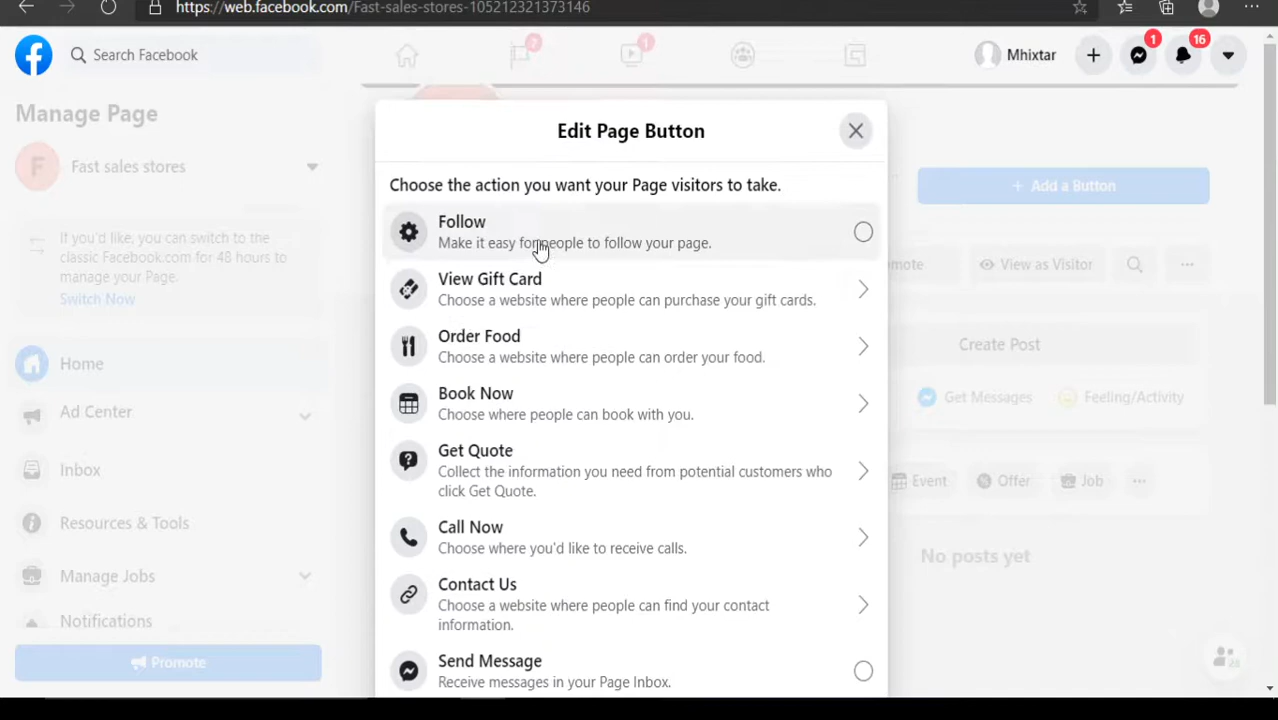 https://web.facebook.com/Fast-sales-stores-105212321373146
Search Facebook
7
1
Mhixtar
1
16
Manage Page
F
Fast sales stores
If you'd like, you can switch to the
classic Facebook.com for 48 hours to
manage your Page.
Switch Now
Home
Ad Center
Inbox
Resources & Tools
Manage Jobs
Notifications
Promote
Edit Page Button
Choose the action you want your Page visitors to take.
Follow
Make it easy for people to follow your page.
View Gift Card
Choose a website where people can purchase your gift cards.
Order Food
Choose a website where people can order your food.
Book Now
Choose where people can book with you.
Get Quote
Collect the information you need from potential customers who
click Get Quote.
Call Now
Choose where you'd like to receive calls.
Contact Us
Choose a website where people can find your contact
information.
Send Message
Receive messages in your Page Inbox.
+ Add a Button
View as Visitor
Create Post
Get Messages
Feeling/Activity
Event
Offer
Job
No posts yet